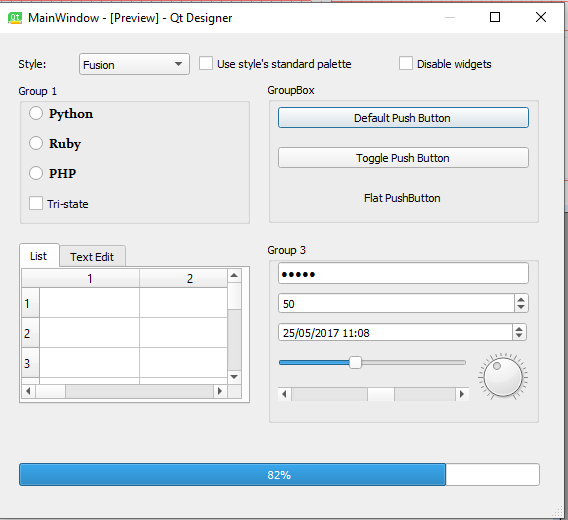 MainWindow - [Preview] - Qt Designer
Style: Fusion Use style's standard palette Disable widgets
Group 1
Python
Ruby
PHP
Tri-state
GroupBox
Default Push Button
Toggle Push Button
Flat PushButton
List Text Edit
1 2
1
2
3
Group 3
●●●●●
50
25/05/2017 11:08
82%